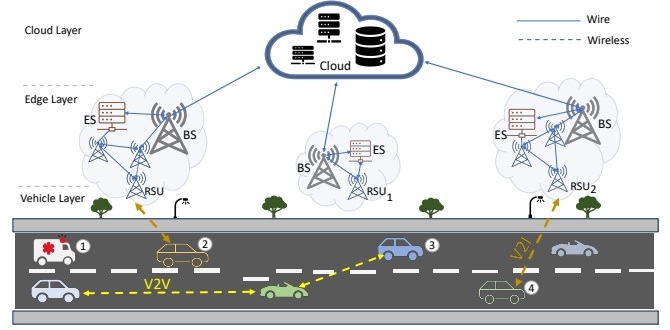 Cloud Layer
Wire
Wireless
Cloud
Edge Layer
ES
BS
ES
BS
ES
BS
RSU
RSU1
RSU2
Vehicle Layer
1
2
3
V2I
V2V
4